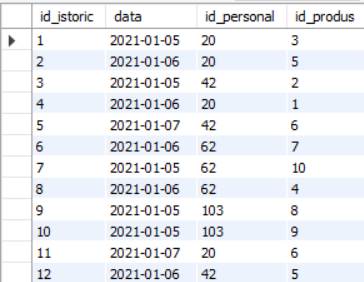 id_istoric data id_personal id_produs
1 2021-01-05 20 3
2 2021-01-06 20 5
3 2021-01-05 42 2
4 2021-01-06 20 1
5 2021-01-07 42 6
6 2021-01-06 62 7
7 2021-01-05 62 10
8 2021-01-06 62 4
9 2021-01-05 103 8
10 2021-01-05 103 9
11 2021-01-07 20 6
12 2021-01-06 42 5